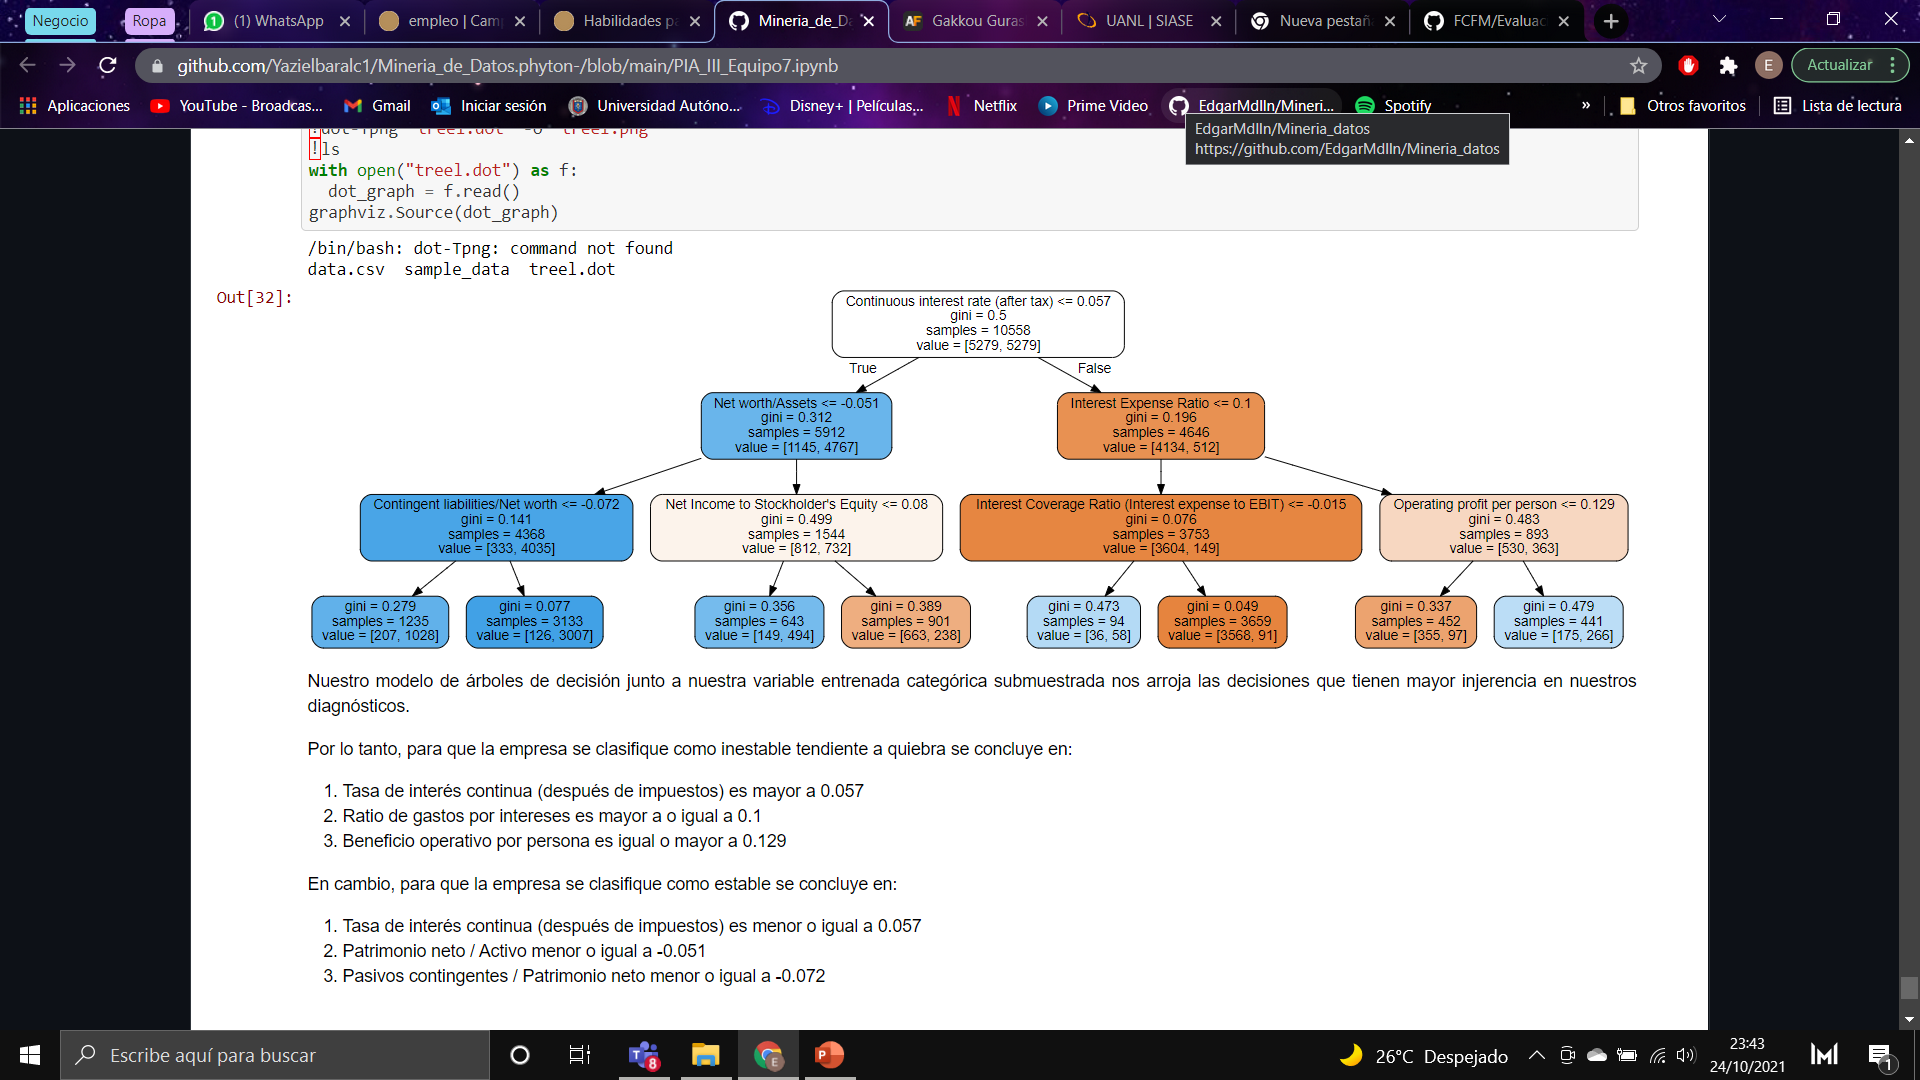 Negocio
Ropa
(1) WhatsApp
empleo | Cam
Habilidades pa
Mineria_de_Da
Gakkou Guras
UANL | SIASE
Nueva pestañ
FCFM/Evaluac
github.com/Yazielbaralc1/Mineria_de_Datos.phyton-/blob/main/PIA_III_Equipo7.ipynb
E
Actualizar
Aplicaciones
YouTube - Broadcas...
Gmail
Iniciar sesión
Universidad Autóno...
Disney+ | Películas...
Netflix
Prime Video
EdgarMdlln/Mineri...
Spotify
»
Otros favoritos
Lista de lectura
EdgarMdlln/Mineria_datos
https://github.com/EdgarMdlln/Mineria_datos
!dot-Tpng "treel.dot" -o "treel.png"
!ls
with open("treel.dot") as f:
dot_graph = f.read()
graphviz.Source(dot_graph)
/bin/bash: dot-Tpng: command not found
data.csv sample_data treel.dot
Out[32]:
Continuous interest rate (after tax) <= 0.057
gini = 0.5
samples = 10558
value = [5279, 5279]
True
False
Net worth/Assets <= -0.051
gini = 0.312
samples = 5912
value = [1145, 4767]
Interest Expense Ratio <= 0.1
gini = 0.196
samples = 4646
value = [4134, 512]
Contingent liabilities/Net worth <= -0.072
gini = 0.141
samples = 4368
value = [333, 4035]
Net Income to Stockholder's Equity <= 0.08
gini = 0.499
samples = 1544
value = [812, 732]
Interest Coverage Ratio (Interest expense to EBIT) <= -0.015
gini = 0.076
samples = 3753
value = [3604, 149]
Operating profit per person <= 0.129
gini = 0.483
samples = 893
value = [530, 363]
gini = 0.279
samples = 1235
value = [207, 1028]
gini = 0.077
samples = 3133
value = [126, 3007]
gini = 0.356
samples = 643
value = [149, 494]
gini = 0.389
samples = 901
value = [663, 238]
gini = 0.473
samples = 94
value = [36, 58]
gini = 0.049
samples = 3659
value = [3568, 91]
gini = 0.337
samples = 452
value = [355, 97]
gini = 0.479
samples = 441
value = [175, 266]
Nuestro modelo de árboles de decisión junto a nuestra variable entrenada categórica submuestrada nos arroja las decisiones que tienen mayor injerencia en nuestros
diagnósticos.
Por lo tanto, para que la empresa se clasifique como inestable tendiente a quiebra se concluye en:
1. Tasa de interés continua (después de impuestos) es mayor a 0.057
2. Ratio de gastos por intereses es mayor a o igual a 0.1
3. Beneficio operativo por persona es igual o mayor a 0.129
En cambio, para que la empresa se clasifique como estable se concluye en:
1. Tasa de interés continua (después de impuestos) es menor o igual a 0.057
2. Patrimonio neto / Activo menor o igual a -0.051
3. Pasivos contingentes / Patrimonio neto menor o igual a -0.072
Escribe aquí para buscar
8
E
26°C Despejado
23:43
24/10/2021
1